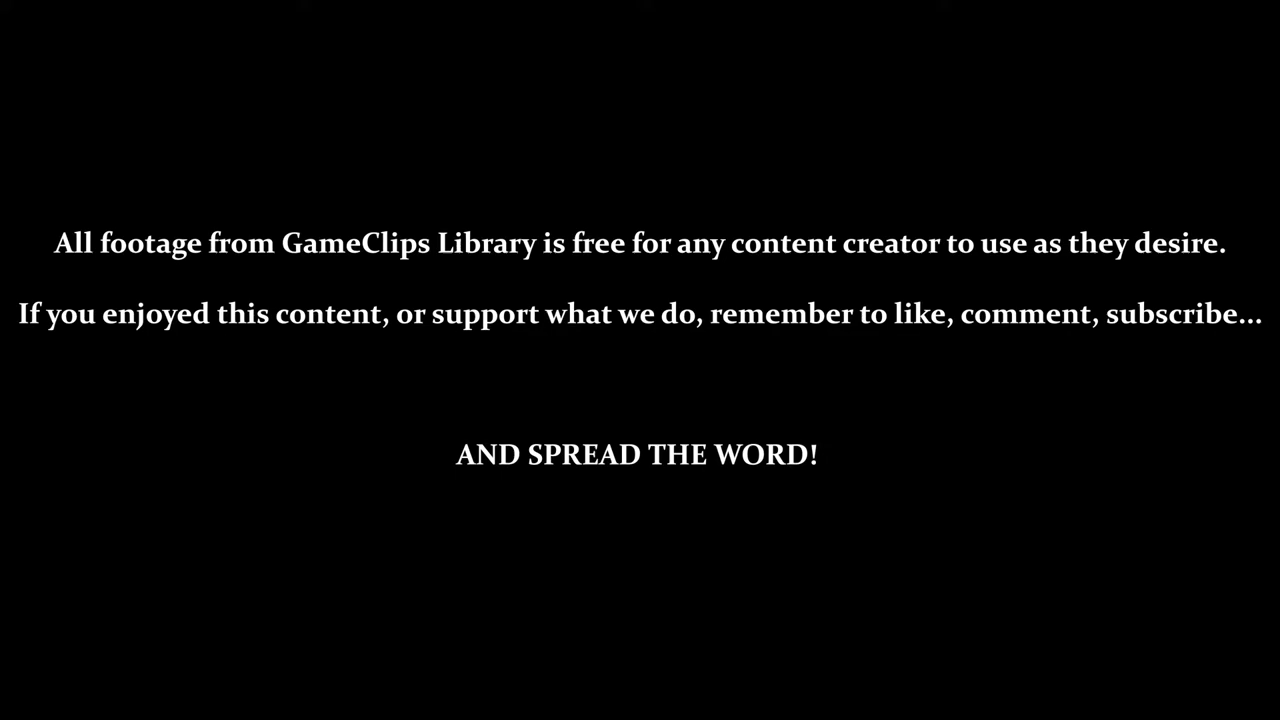 All footage from GameClips Library is free for any content creator to use as they desire.
If you enjoyed this content, or support what we do, remember to like, comment, subscribe...
AND SPREAD THE WORD!